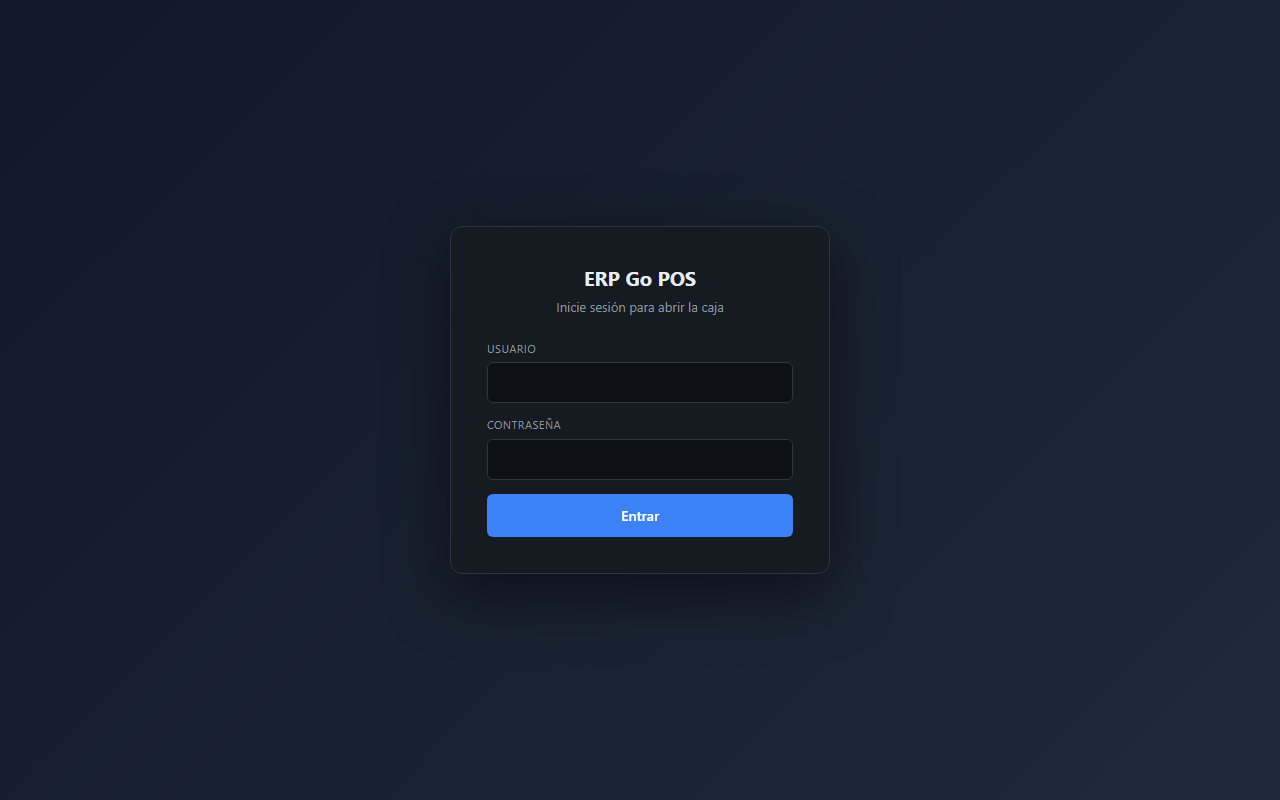 ERP Go POS
Inicie sesión para abrir la caja
USUARIO
CONTRASEÑA
Entrar